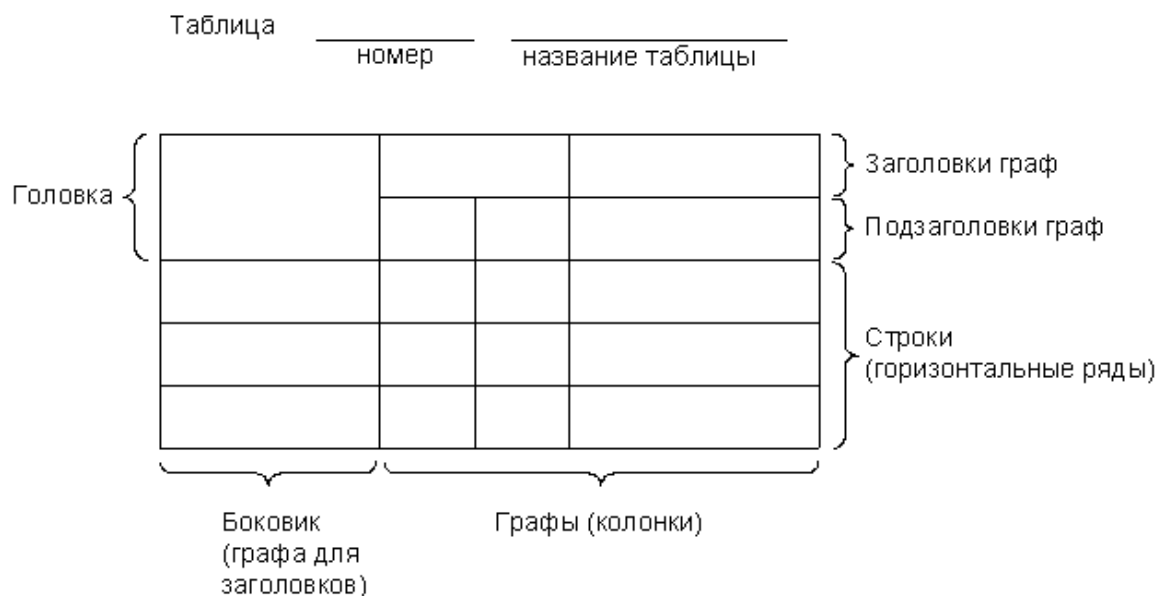 Таблица
номер
название таблицы
Заголовки граф
Головка
Подзаголовки граф
Строки
(горизонтальные ряды)
Боковик
(графа для
заголовков)
Графы (колонки)